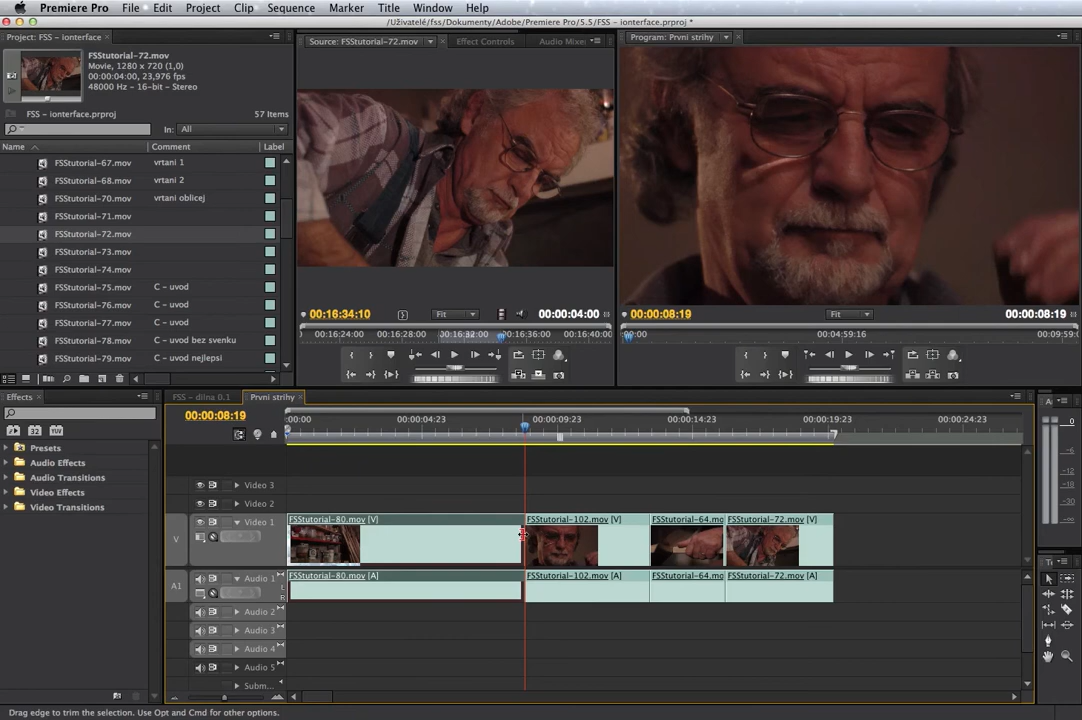 Premiere Pro File Edit Project Clip Sequence Marker Title Window Help
/Uživatelé/fss/Dokumenty/Adobe/Premiere Pro/5.5/FSS - ionterface.prproj *
Project: FSS - ionterface
FSStutorial-72.mov
Movie, 1280 x 720 (1,0)
00:00:04:00, 23,976 fps
48000 Hz - 16-bit - Stereo
FSS - ionterface.prproj 57 Items
In: All
Name Comment Label
FSStutorial-67.mov vrtani 1
FSStutorial-68.mov vrtani 2
FSStutorial-70.mov vrtani oblicej
FSStutorial-71.mov
FSStutorial-72.mov
FSStutorial-73.mov
FSStutorial-74.mov
FSStutorial-75.mov C - uvod
FSStutorial-76.mov C - uvod
FSStutorial-77.mov C - uvod
FSStutorial-78.mov C - uvod bez svenku
FSStutorial-79.mov C - uvod nejlepsi
Source: FSStutorial-72.mov Effect Controls Audio Mixe
00:16:34:10 Fit 00:00:04:00
00:16:24:00 00:16:28:00 00:16:32:00 00:16:36:00 00:16:40:00
Program: Prvni strihy
00:00:08:19 Fit 00:00:08:19
00:00 00:04:59:16 00:09:59:
Effects
32 YUV
Presets
Audio Effects
Audio Transitions
Video Effects
Video Transitions
FSS - dilna 0.1 Prvni strihy
00:00:08:19
:00:00 00:00:04:23 00:00:09:23 00:00:14:23 00:00:19:23 00:00:24:23
Video 3
Video 2
V Video 1
FSStutorial-80.mov [V] FSStutorial-102.mov [V] FSStutorial-64.mo FSStutorial-72.mov [V]
A1 Audio 1
L
R
FSStutorial-80.mov [A] FSStutorial-102.mov [A] FSStutorial-64.mo FSStutorial-72.mov [A]
Audio 2
Audio 3
Audio 4
Audio 5
Subm...
A
0
-6
To
Drag edge to trim the selection. Use Opt and Cmd for other options.